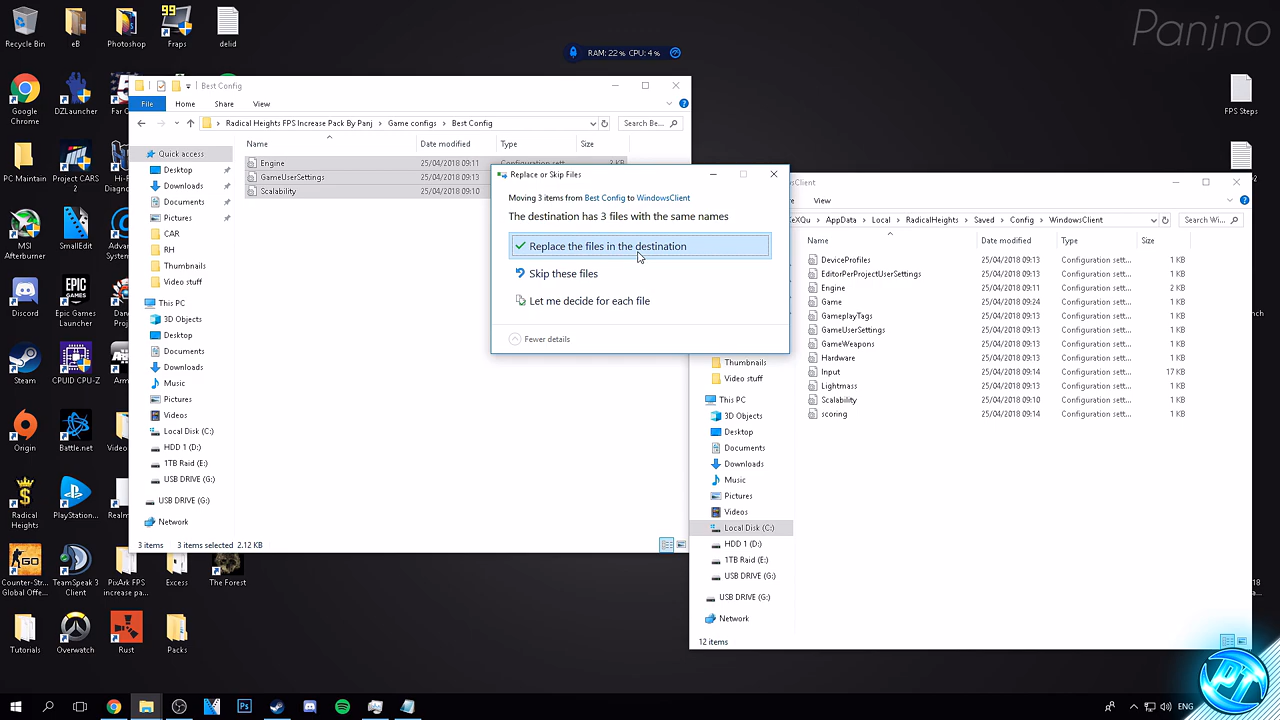 Panjno
99
Recycle Bin
eB
Photoshop
Fraps
delid
RAM: 22% CPU: 4%
Google Chrome
DZLauncher
Far C
PC Maintain
Project CARS 2
MSI Afterburner
SmallEdit
Discord
Epic Games Launcher
Steam
CPUID CPU-Z
Origin
Battle.net
Radical Heights
PlayStation...
Counter-Str... Global Offe...
TeamSpeak 3 Client
PixArk FPS increase pa...
Excess
The Forest
Tutorials
Overwatch
Rust
Packs
FPS Steps
Best Config
File
Home
Share
View
Radical Heights FPS Increase Pack By Panj > Game configs > Best Config
Search Be...
Name
Date modified
Type
Size
Engine 25/04/2018 09:11 Configuration sett... 2 KB
GameUserSettings 25/04/2018 09:13
Scalability 25/04/2018 09:10
Quick access
Desktop
Downloads
Documents
Pictures
CAR
RH
Thumbnails
Video stuff
This PC
3D Objects
Desktop
Documents
Downloads
Music
Pictures
Videos
Local Disk (C:)
HDD 1 (D:)
1TB Raid (E:)
USB DRIVE (G:)
USB DRIVE (G:)
Network
3 items 3 items selected 2.12 KB
Replace or Skip Files
Moving 3 items from Best Config to WindowsClient
The destination has 3 files with the same names
Replace the files in the destination
Skip these files
Let me decide for each file
Fewer details
wsClient
View
AppData > Local > RadicalHeights > Saved > Config > WindowsClient
Search Wi...
Name
Date modified
Type
Size
DeviceProfiles 25/04/2018 09:13 Configuration sett... 1 KB
EditorPerProjectUserSettings 25/04/2018 09:13 Configuration sett... 1 KB
Engine 25/04/2018 09:11 Configuration sett... 2 KB
Game 25/04/2018 09:24 Configuration sett... 1 KB
GameplayTags 25/04/2018 09:13 Configuration sett... 1 KB
GameUserSettings 25/04/2018 09:13 Configuration sett... 1 KB
GameWeapons 25/04/2018 09:13 Configuration sett... 1 KB
Hardware 25/04/2018 09:13 Configuration sett... 1 KB
Input 25/04/2018 09:14 Configuration sett... 17 KB
Lightmass 25/04/2018 09:13 Configuration sett... 1 KB
Scalability 25/04/2018 09:10 Configuration sett... 1 KB
scoring 25/04/2018 09:14 Configuration sett... 1 KB
Thumbnails
Video stuff
This PC
3D Objects
Desktop
Documents
Downloads
Music
Pictures
Videos
Local Disk (C:)
HDD 1 (D:)
1TB Raid (E:)
USB DRIVE (G:)
USB DRIVE (G:)
Network
12 items
ENG
PT